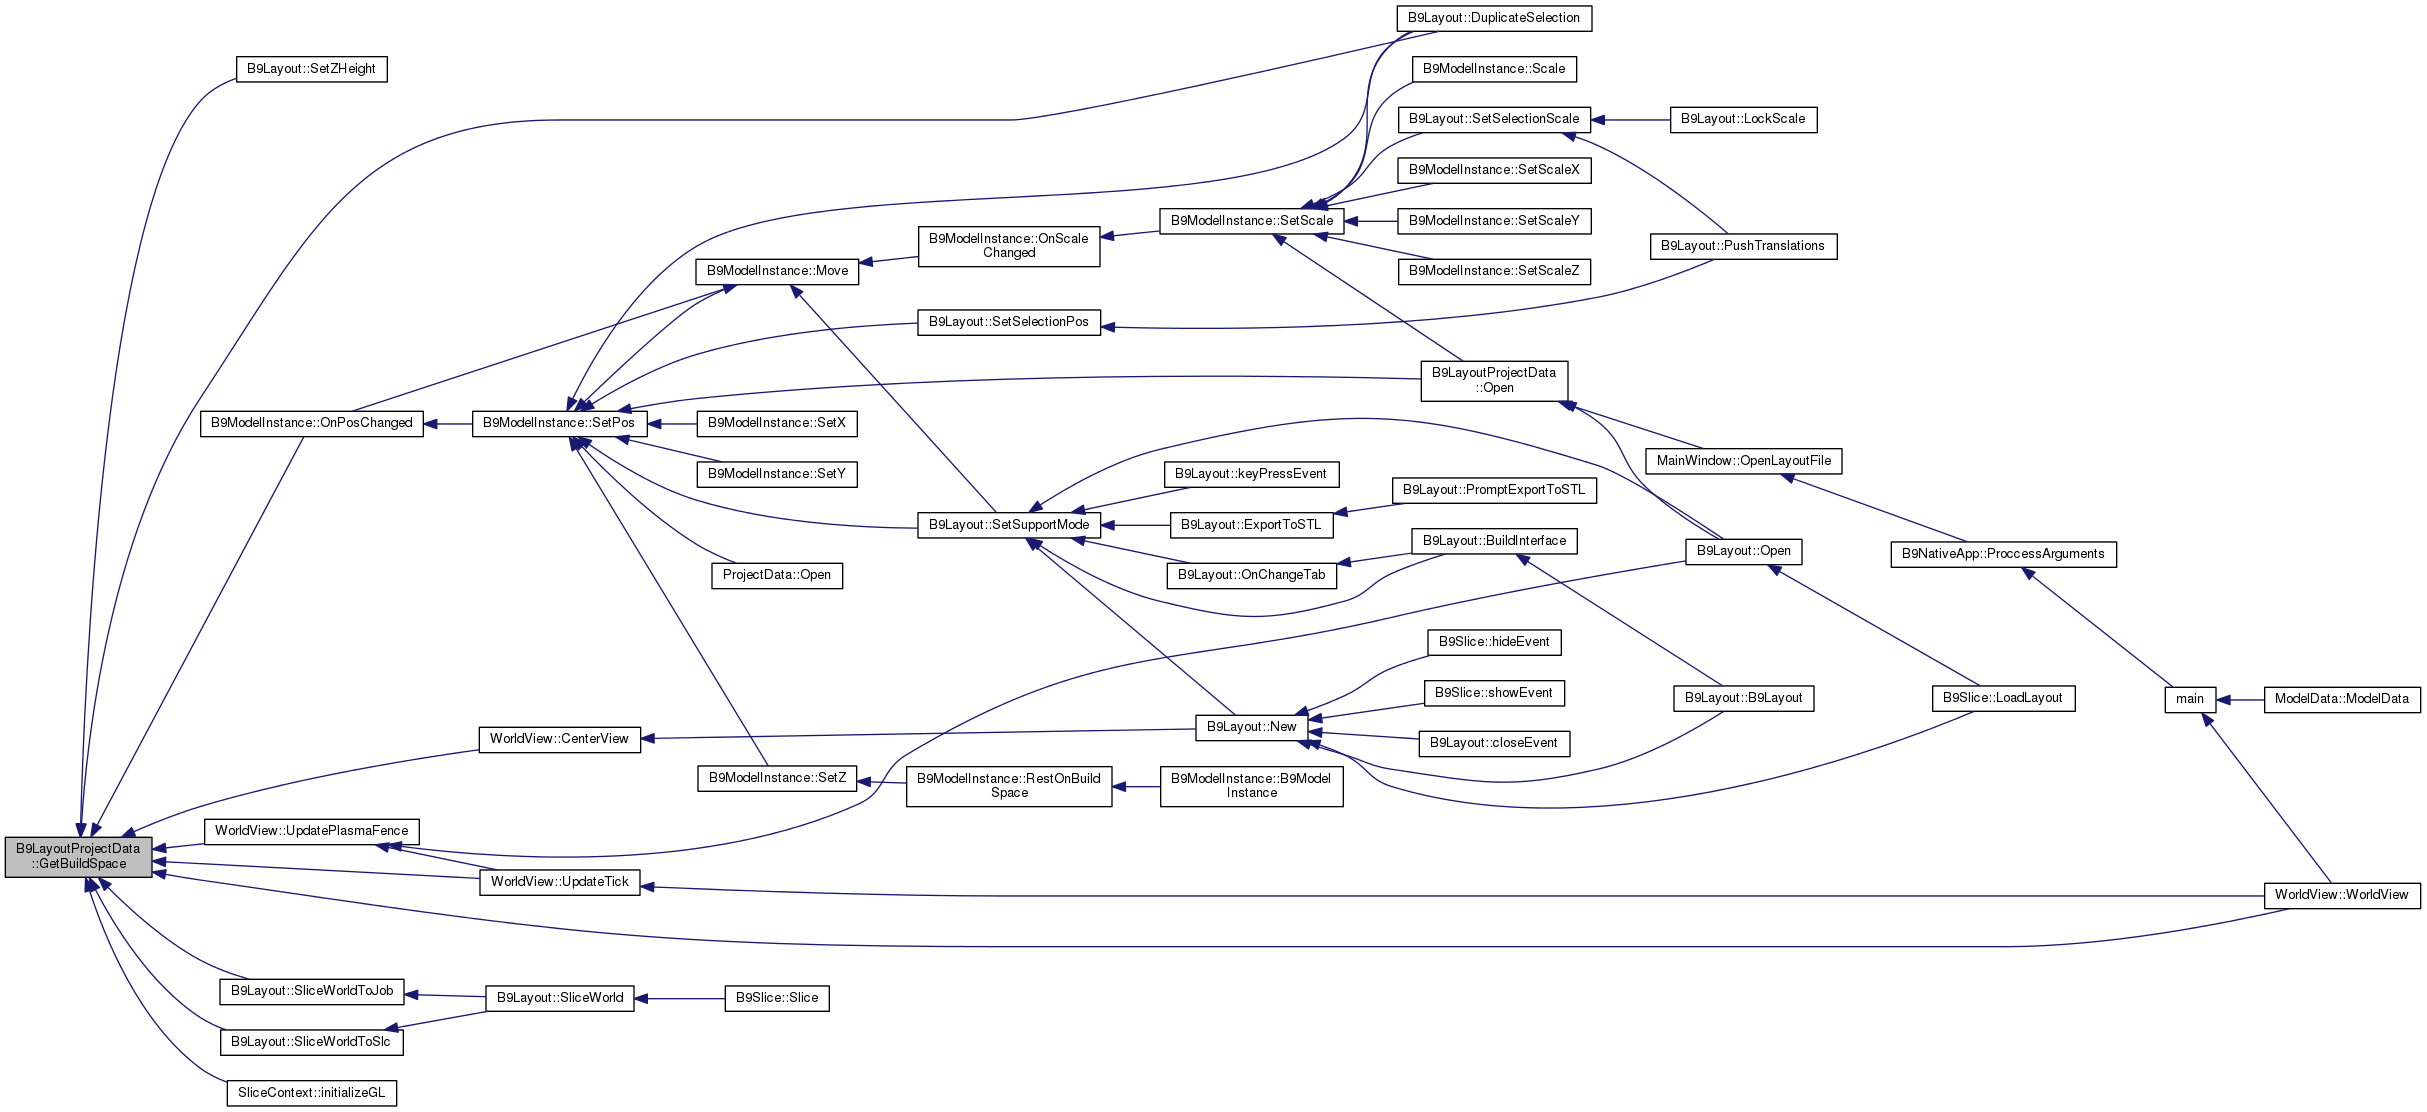 B9Layout::DuplicateSelection
B9Layout::SetZHeight
B9ModelInstance::Scale
B9Layout::SetSelectionScale
B9Layout::LockScale
B9ModelInstance::SetScaleX
B9ModelInstance::SetScale
B9ModelInstance::SetScaleY
B9ModelInstance::OnScale
Changed
B9Layout::PushTranslations
B9ModelInstance::Move
B9ModelInstance::SetScaleZ
B9Layout::SetSelectionPos
B9LayoutProjectData
::Open
B9ModelInstance::OnPosChanged
B9ModelInstance::SetPos
B9ModelInstance::SetX
MainWindow::OpenLayoutFile
B9ModelInstance::SetY
B9Layout::keyPressEvent
B9Layout::PromptExportToSTL
B9Layout::SetSupportMode
B9Layout::ExportToSTL
B9Layout::BuildInterface
B9Layout::Open
B9NativeApp::ProccessArguments
ProjectData::Open
B9Layout::OnChangeTab
B9Slice::hideEvent
B9Slice::showEvent
B9Layout::B9Layout
B9Slice::LoadLayout
main
ModelData::ModelData
B9Layout::New
WorldView::CenterView
B9Layout::closeEvent
B9ModelInstance::SetZ
B9ModelInstance::RestOnBuild
Space
B9ModelInstance::B9Model
Instance
WorldView::UpdatePlasmaFence
B9LayoutProjectData
::GetBuildSpace
WorldView::UpdateTick
WorldView::WorldView
B9Layout::SliceWorldToJob
B9Layout::SliceWorld
B9Slice::Slice
B9Layout::SliceWorldToSlc
SliceContext::initializeGL